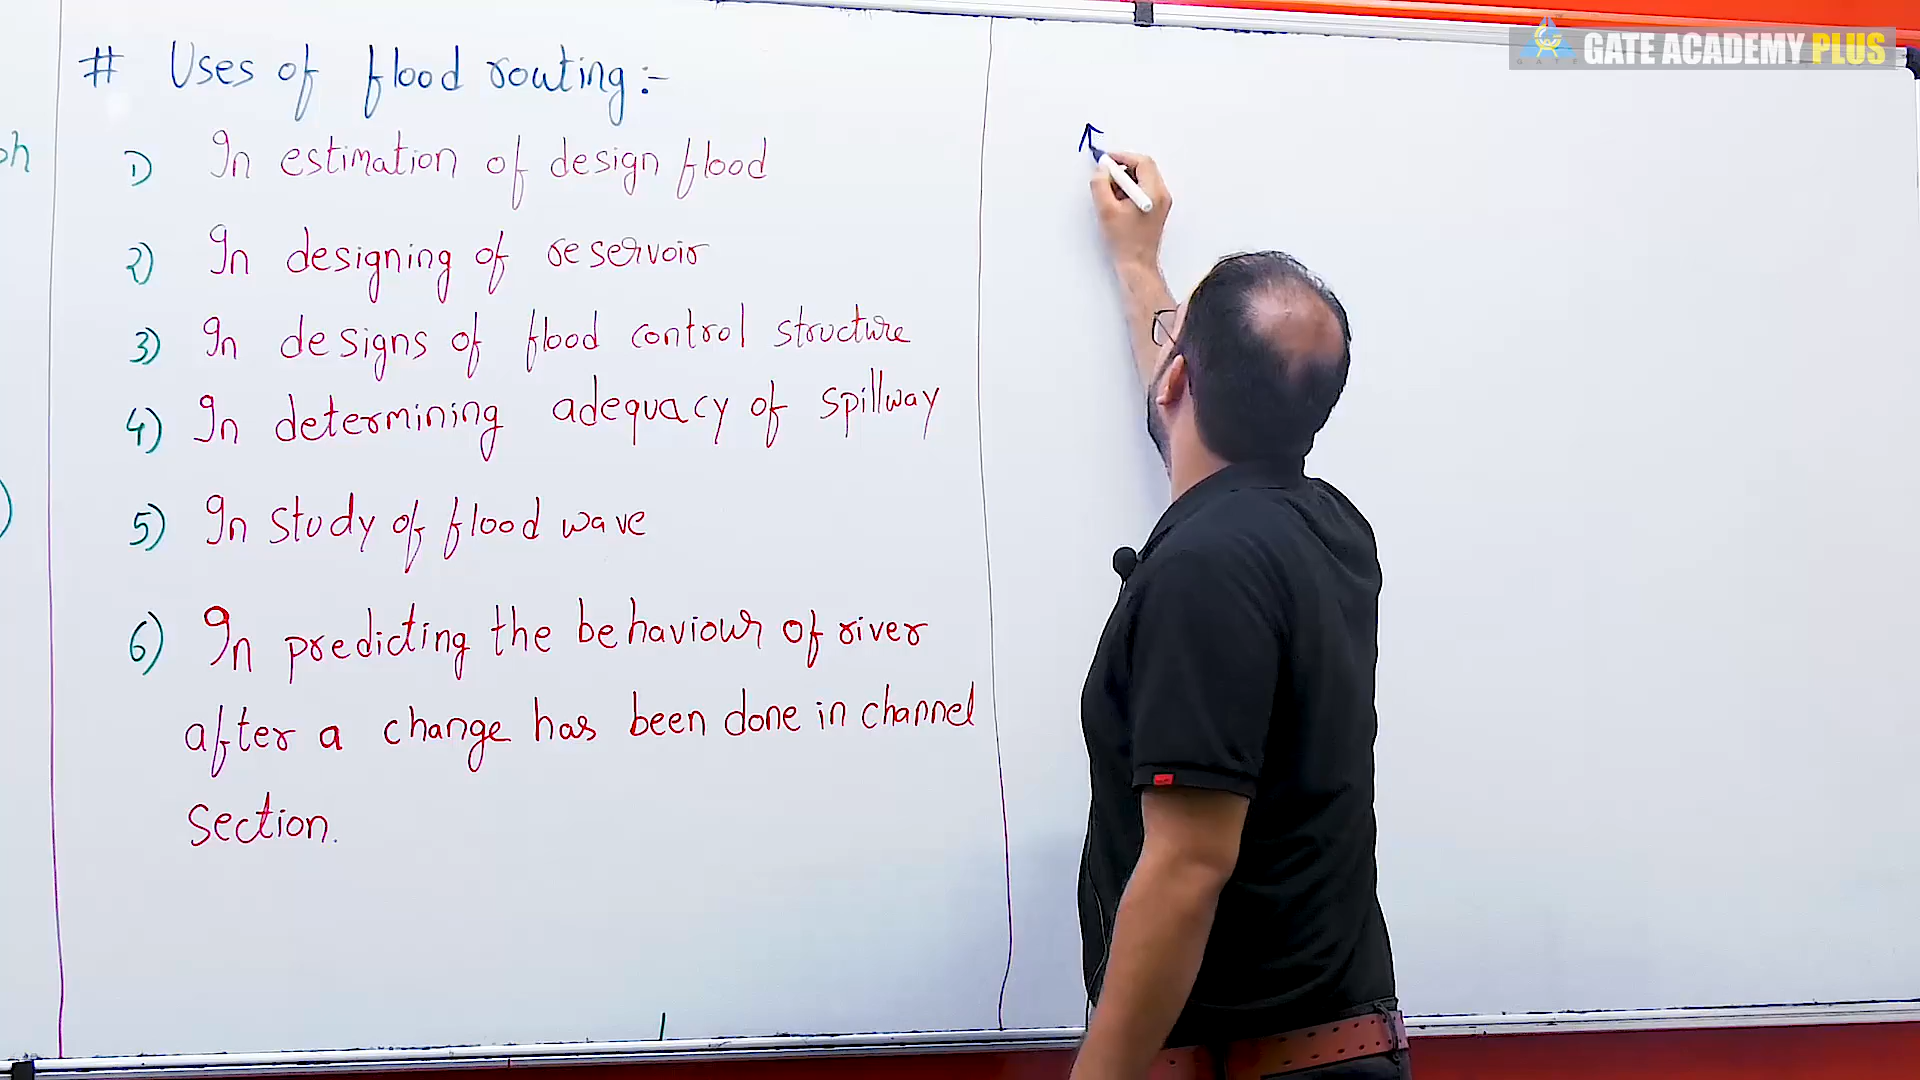 # Uses of flood routing:-
1) In estimation of design flood
2) In designing of reservoir
3) In designs of flood control structure
4) In determining adequacy of spillway
5) In study of flood wave
6) In predicting the behaviour of river
after a change has been done in channel
section.
GATE ACADEMY PLUS